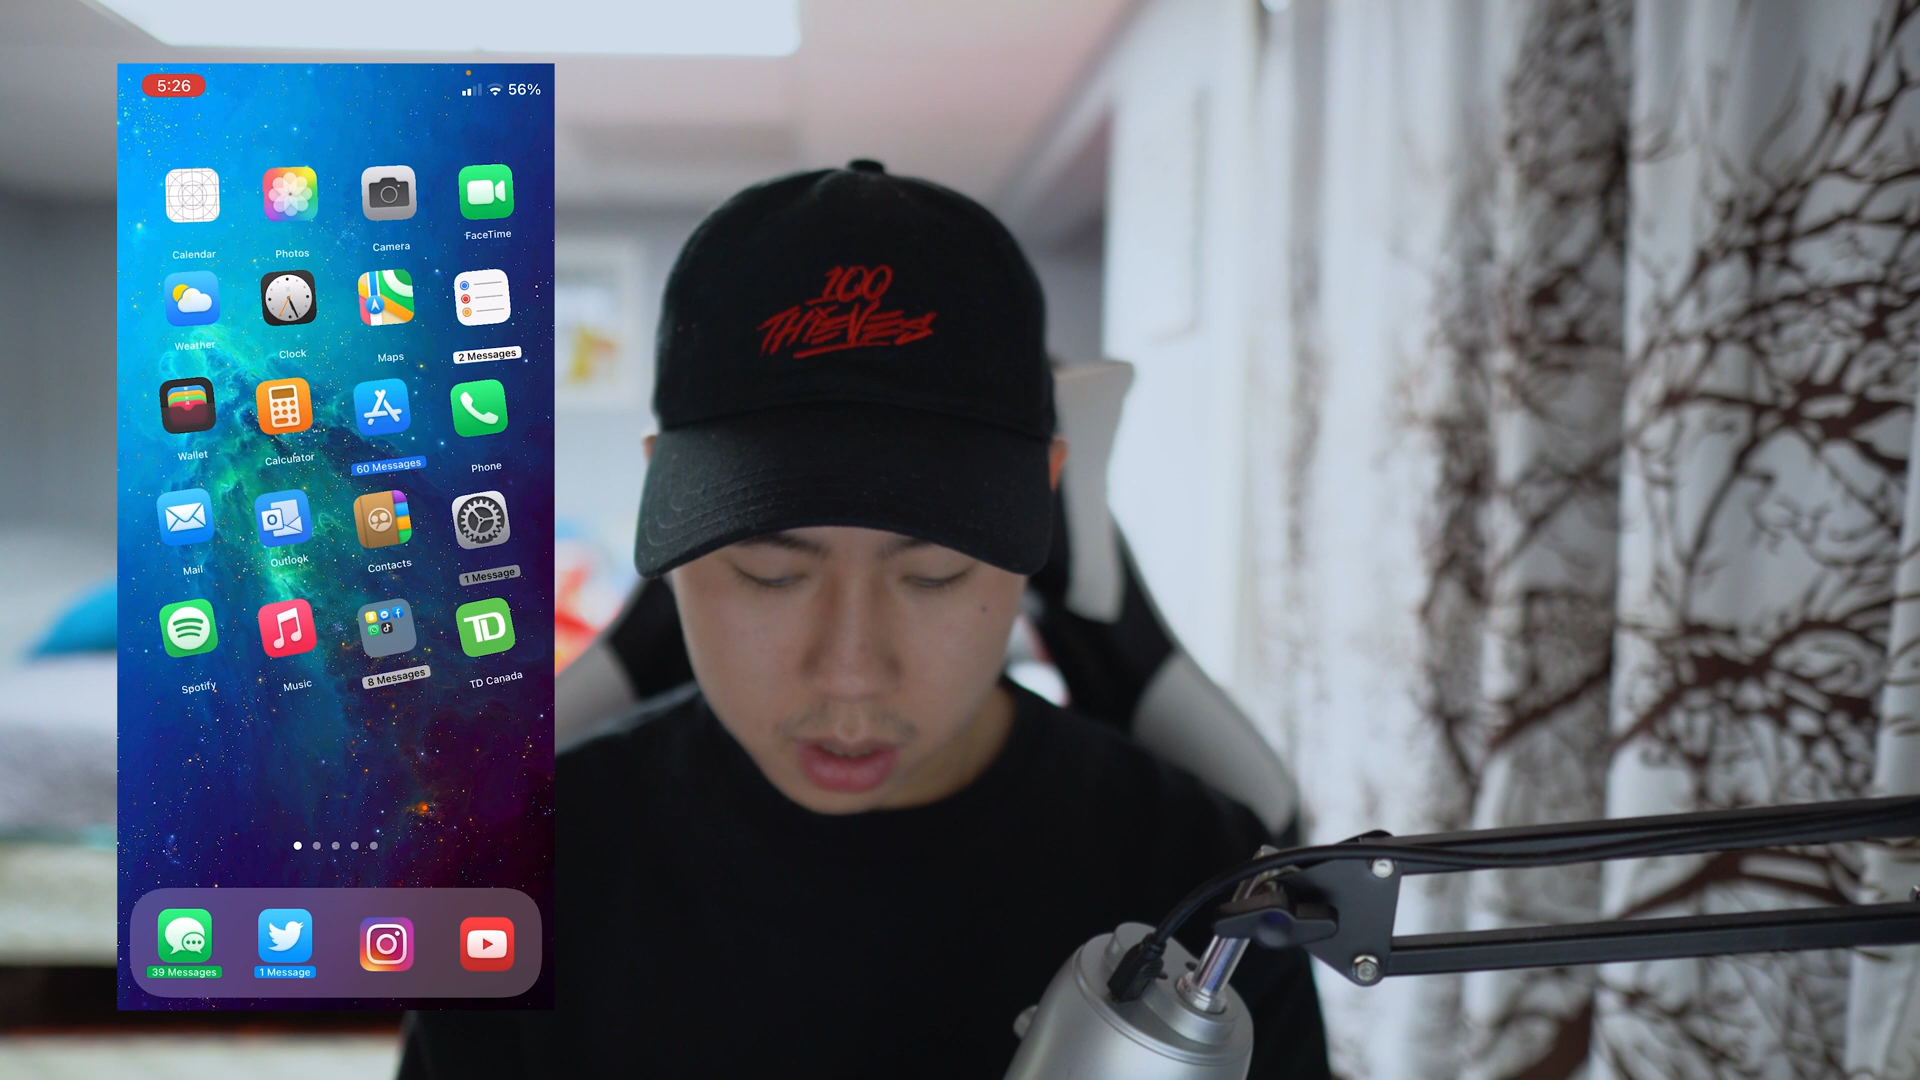 5:26
56%
Calendar
Photos
Camera
FaceTime
Weather
Clock
Maps
2 Messages
Wallet
Calculator
60 Messages
Phone
Mail
Outlook
Contacts
1 Message
Spotify
Music
8 Messages
TD
TD Canada
39 Messages
1 Message
100
THIEVES